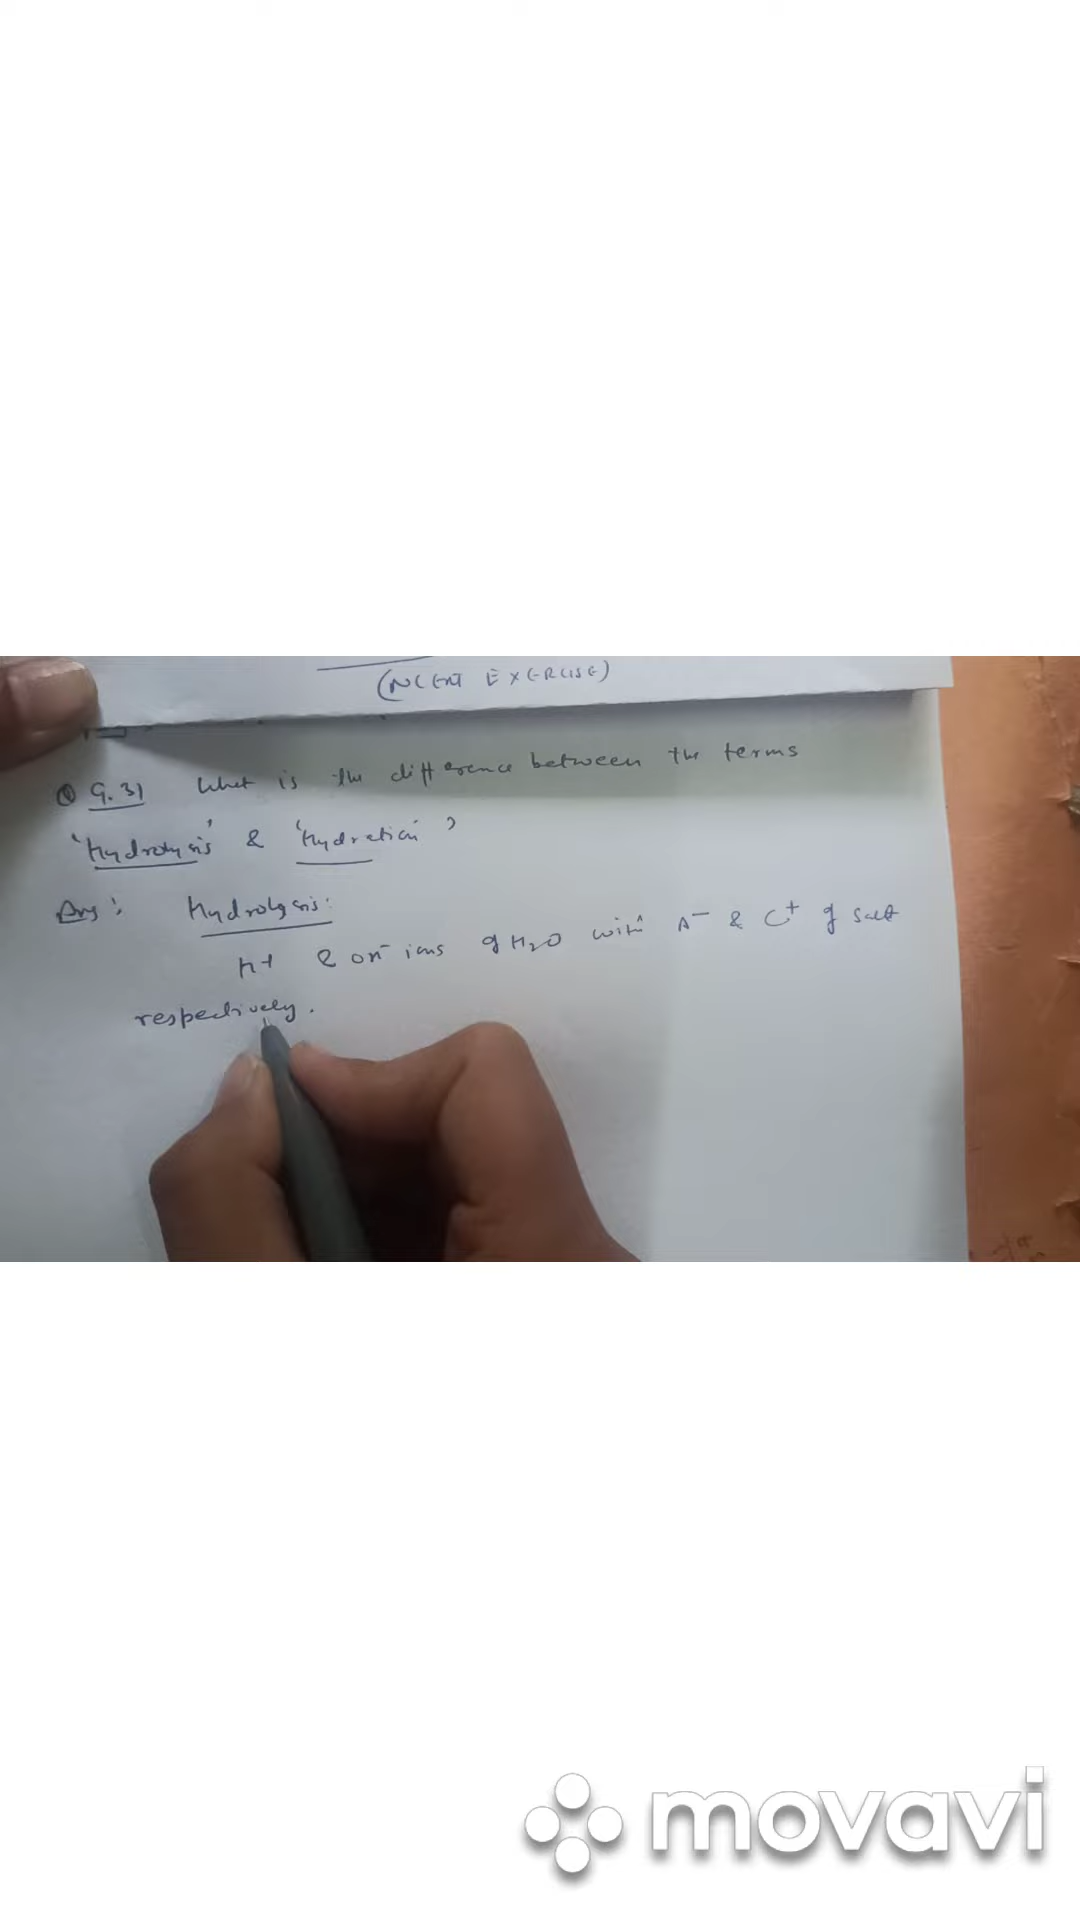 (NCERT EXERCISE)
Q 9.31 What is the difference between the terms
'Hydrolysis' & 'Hydration'?
Ans: Hydrolysis:
H+ & OH⁻ ions of H₂O with A⁻ & C⁺ of salt
respectively.
movavi